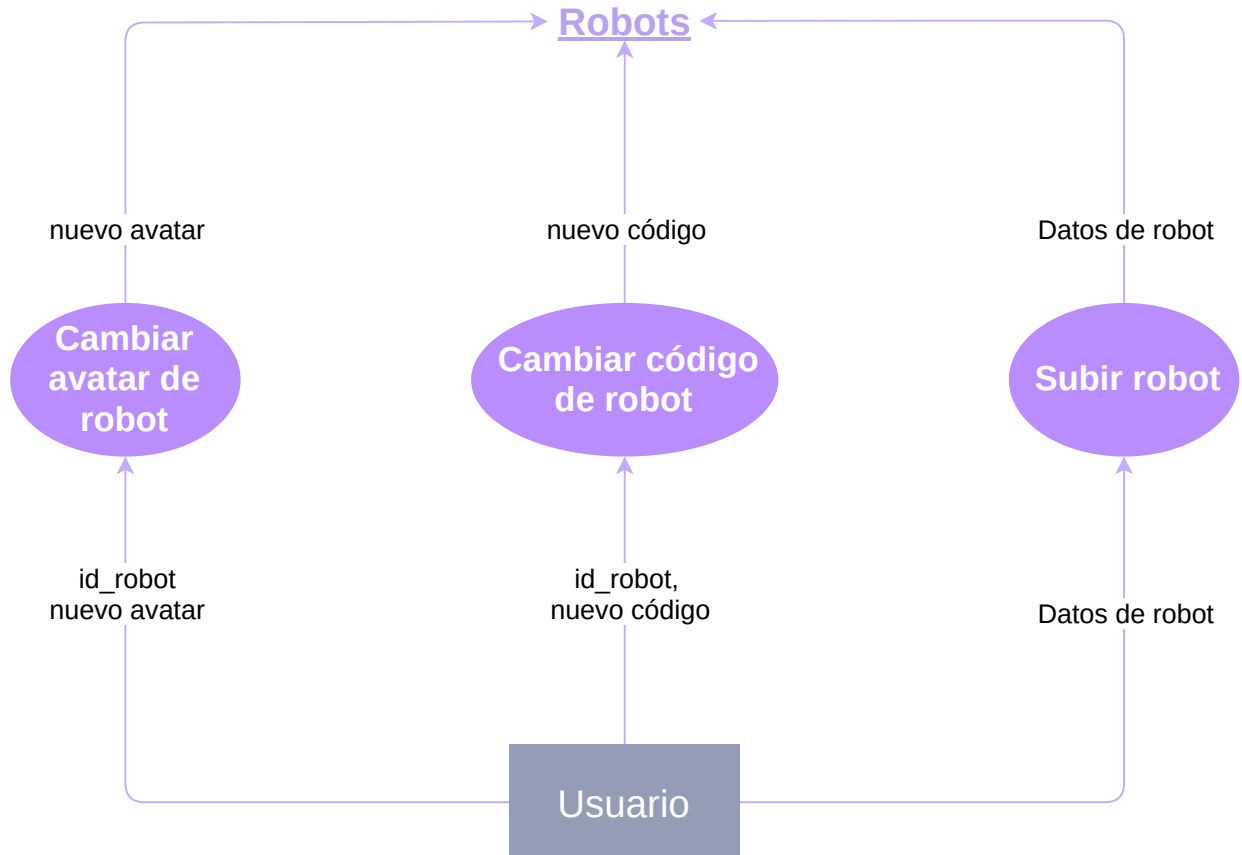 Robots
nuevo avatar
nuevo código
Datos de robot
Cambiar
avatar de
robot
Cambiar código
de robot
Subir robot
id_robot
nuevo avatar
id_robot,
nuevo código
Datos de robot
Usuario